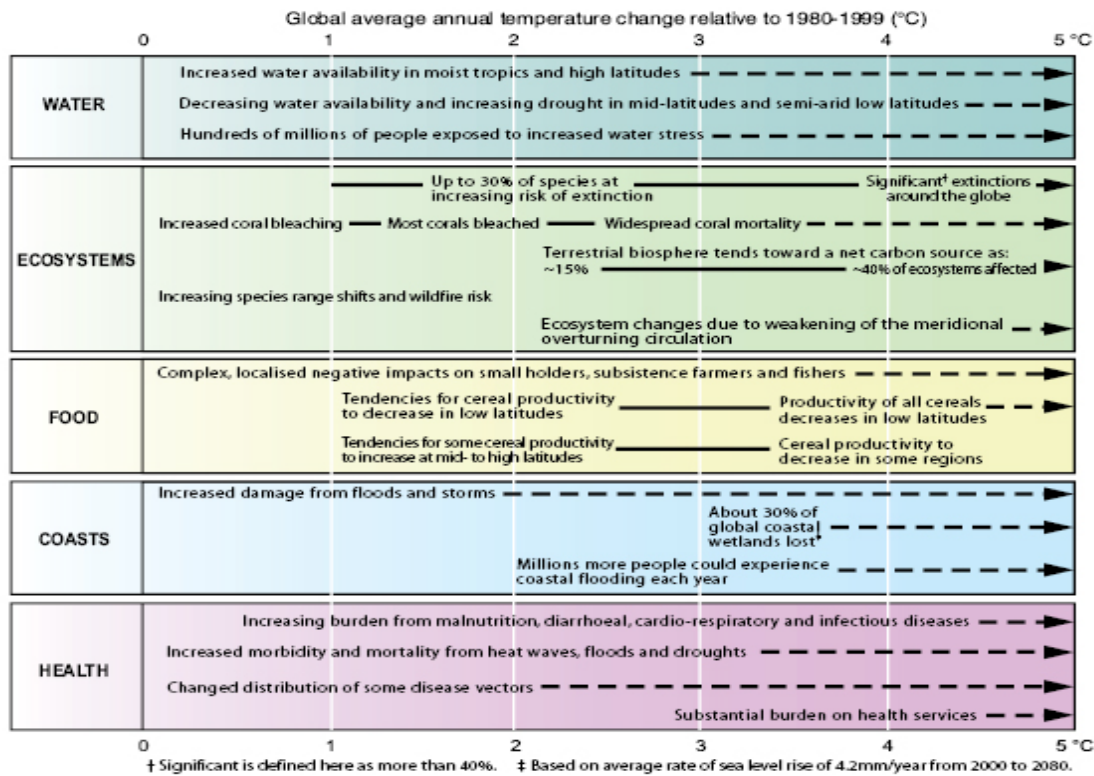 Global average annual temperature change relative to 1980-1999 (°C)
0 1 2 3 4 5 °C
WATER
Increased water availability in moist tropics and high latitudes
Decreasing water availability and increasing drought in mid-latitudes and semi-arid low latitudes
Hundreds of millions of people exposed to increased water stress
ECOSYSTEMS
Up to 30% of species at
increasing risk of extinction
Significant† extinctions
around the globe
Increased coral bleaching Most corals bleached Widespread coral mortality
Terrestrial biosphere tends toward a net carbon source as:
~15% ~40% of ecosystems affected
Increasing species range shifts and wildfire risk
Ecosystem changes due to weakening of the meridional
overturning circulation
FOOD
Complex, localised negative impacts on small holders, subsistence farmers and fishers
Tendencies for cereal productivity
to decrease in low latitudes
Productivity of all cereals
decreases in low latitudes
Tendencies for some cereal productivity
to increase at mid- to high latitudes
Cereal productivity to
decrease in some regions
COASTS
Increased damage from floods and storms
About 30% of
global coastal
wetlands lost‡
Millions more people could experience
coastal flooding each year
HEALTH
Increasing burden from malnutrition, diarrhoeal, cardio-respiratory and infectious diseases
Increased morbidity and mortality from heat waves, floods and droughts
Changed distribution of some disease vectors
Substantial burden on health services
0 1 2 3 4 5 °C
† Significant is defined here as more than 40%. ‡ Based on average rate of sea level rise of 4.2mm/year from 2000 to 2080.